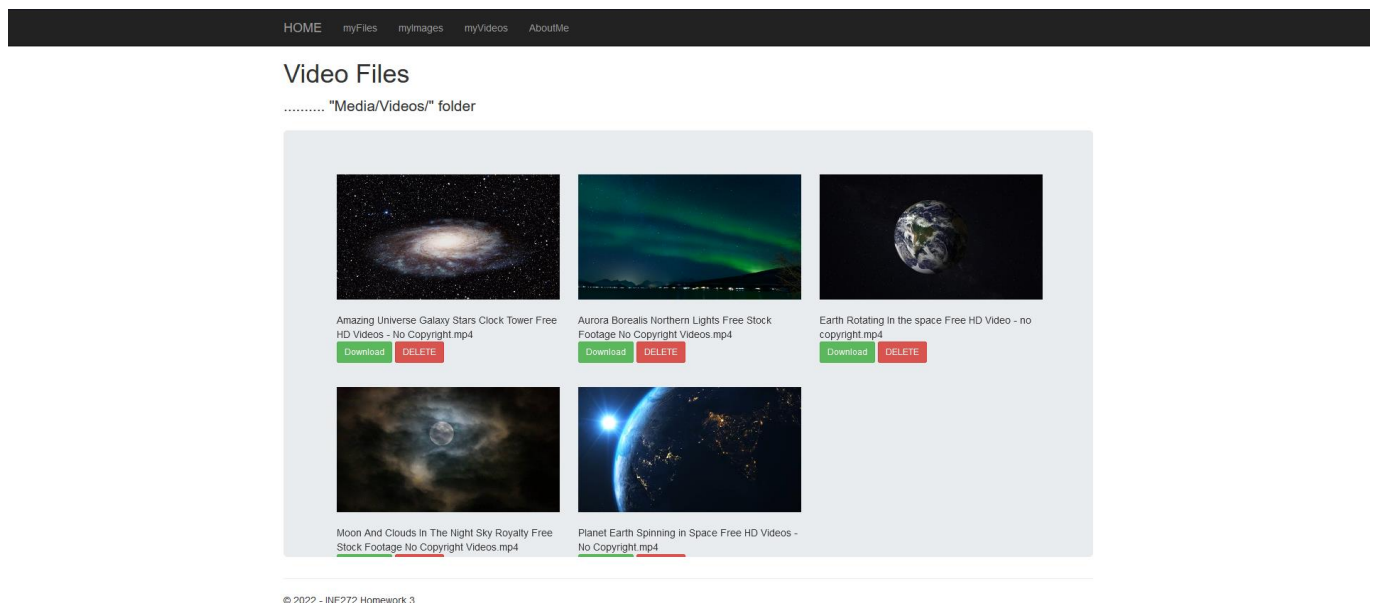 HOME myFiles myImages myVideos AboutMe
Video Files
.......... "Media/Videos/" folder
Amazing Universe Galaxy Stars Clock Tower Free
HD Videos - No Copyright.mp4
Download DELETE
Aurora Borealis Northern Lights Free Stock
Footage No Copyright Videos.mp4
Download DELETE
Earth Rotating In the space Free HD Video - no
copyright.mp4
Download DELETE
Moon And Clouds In The Night Sky Royalty Free
Stock Footage No Copyright Videos.mp4
Planet Earth Spinning in Space Free HD Videos -
No Copyright.mp4
© 2022 - INF272 Homework 3